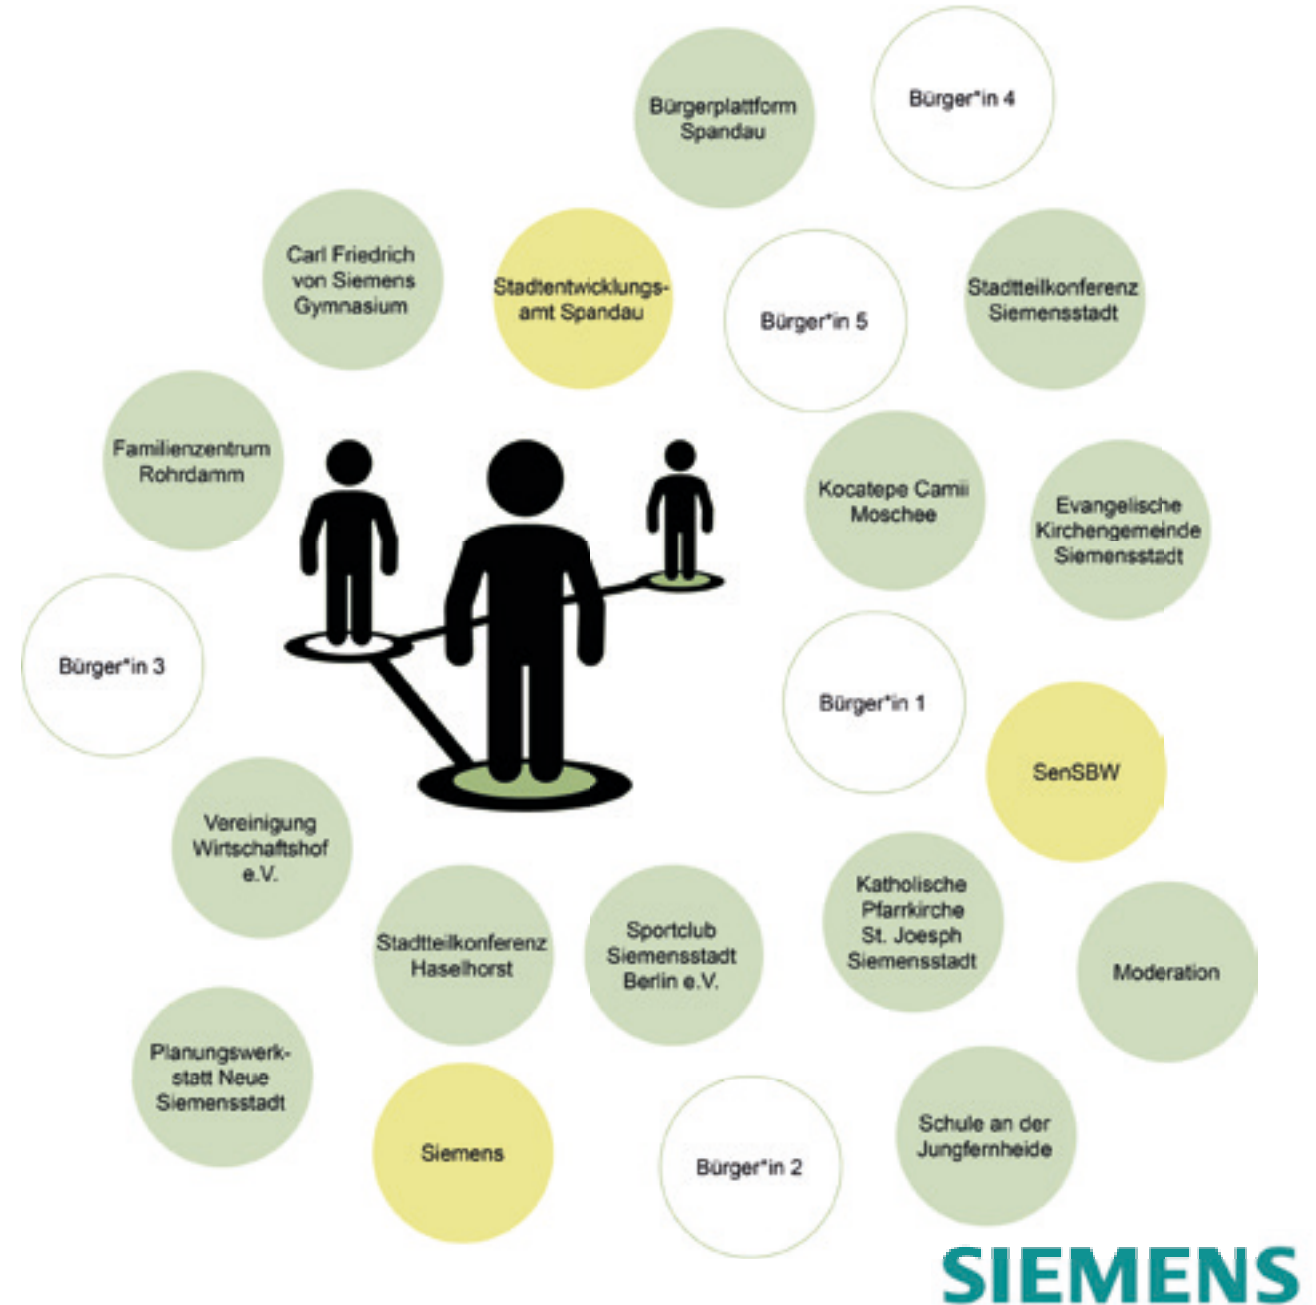 Bürger*in 4
Bürgerplattform
Spandau
Carl Friedrich
von Siemens
Gymnasium
Stadtentwicklungs-
amt Spandau
Bürger*in 5
Stadtteilkonferenz
Siemensstadt
Familienzentrum
Rohrdamm
Kocatepe Camii
Moschee
Evangelische
Kirchengemeinde
Siemensstadt
Bürger*in 3
Bürger*in 1
SenSBW
Vereinigung
Wirtschaftshof
e.V.
Stadtteilkonferenz
Haselhorst
Sportclub
Siemensstadt
Berlin e.V.
Katholische
Pfarrkirche
St. Joesph
Siemensstadt
Moderation
Planungswerk-
statt Neue
Siemensstadt
Siemens
Bürger*in 2
Schule an der
Jungfernheide
SIEMENS